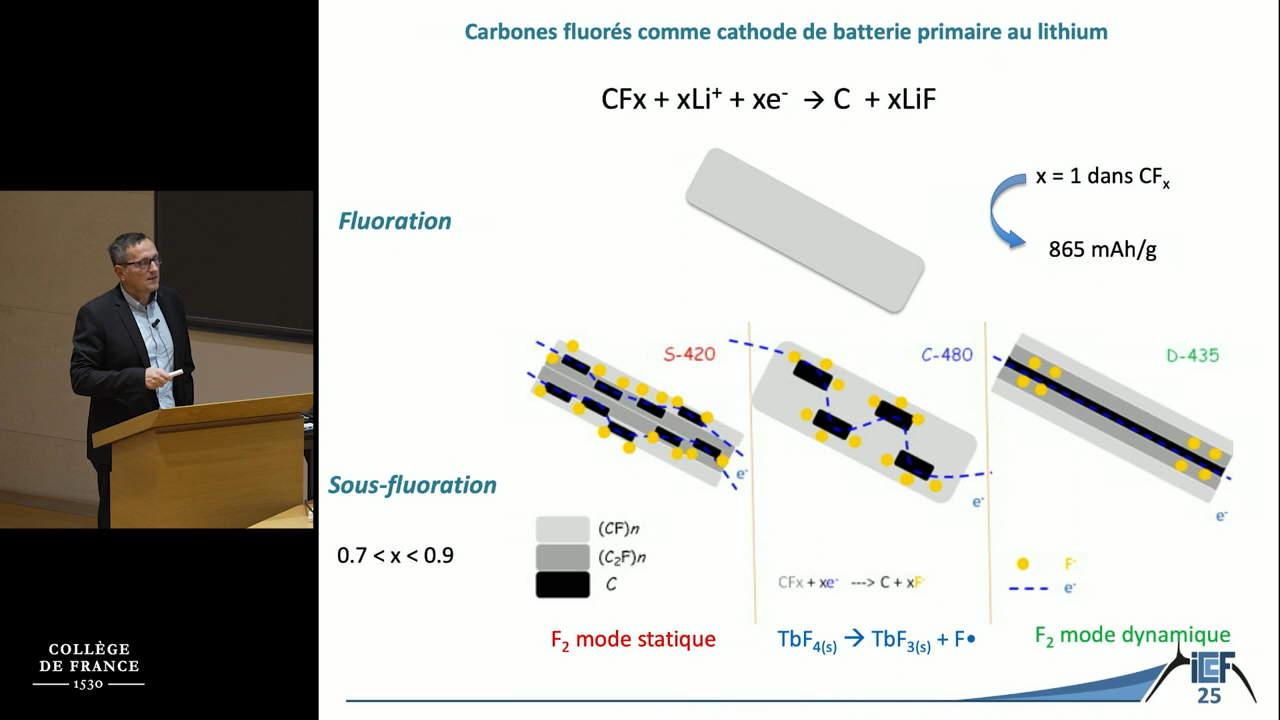 Carbones fluorés comme cathode de batterie primaire au lithium
CFx + xLi⁺ + xe⁻ → C + xLiF
Fluoration
x = 1 dans CFₓ
865 mAh/g
S-420
C-480
D-435
e⁻
e⁻
e⁻
Sous-fluoration
0.7 < x < 0.9
(CF)n
(C₂F)n
C
CFx + xe⁻ ---> C + xF⁻
F⁻
e⁻
F₂ mode statique
TbF₄₍ₛ₎ → TbF₃₍ₛ₎ + F•
F₂ mode dynamique
COLLÈGE
DE FRANCE
1530
iCCF
25